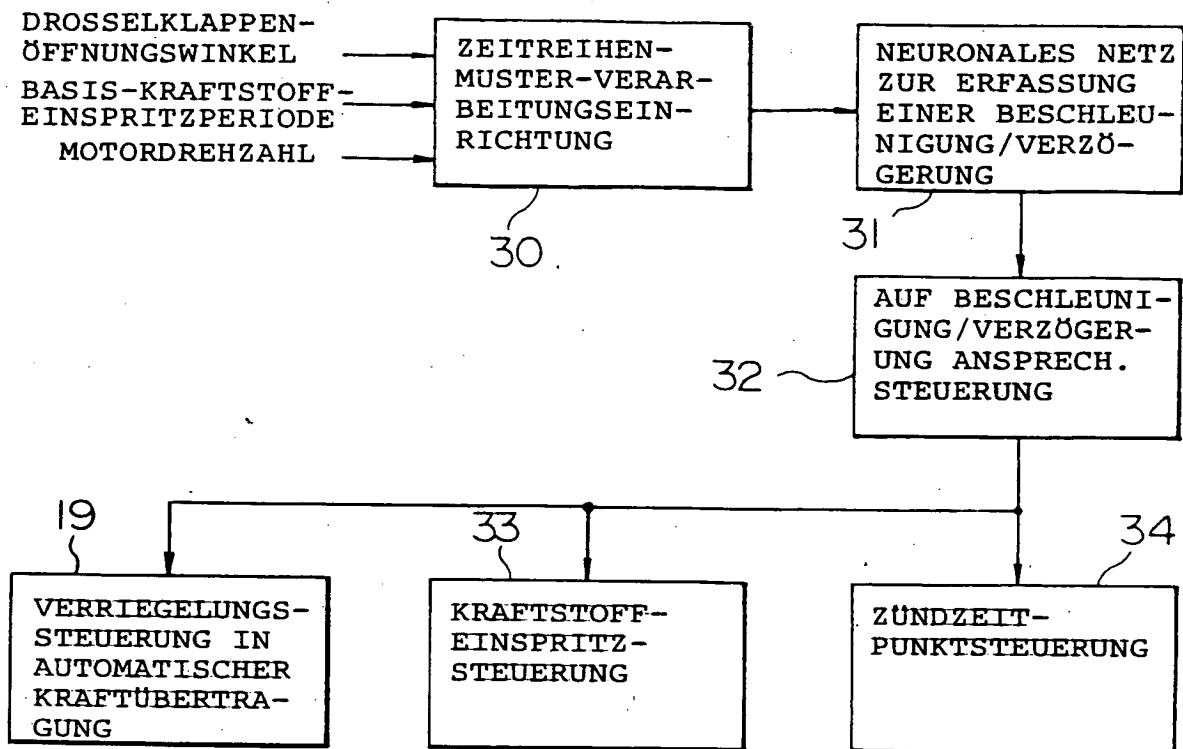 DROSSELKLAPPEN-
ÖFFNUNGSWINKEL
BASIS-KRAFTSTOFF-
EINSPRITZPERIODE
MOTORDREHZAHL
ZEITREIHEN-
MUSTER-VERAR-
BEITUNGSEIN-
RICHTUNG
30
NEURONALES NETZ
ZUR ERFASSUNG
EINER BESCHLEU-
NIGUNG/VERZÖ-
GERUNG
31
AUF BESCHLEUNI-
GUNG/VERZÖGER-
UNG ANSPRECH.
STEUERUNG
32
19
VERRIEGELUNGS-
STEUERUNG IN
AUTOMATISCHER
KRAFTÜBERTRA-
GUNG
33
KRAFTSTOFF-
EINSPRITZ-
STEUERUNG
34
ZÜNDZEIT-
PUNKTSTEUERUNG